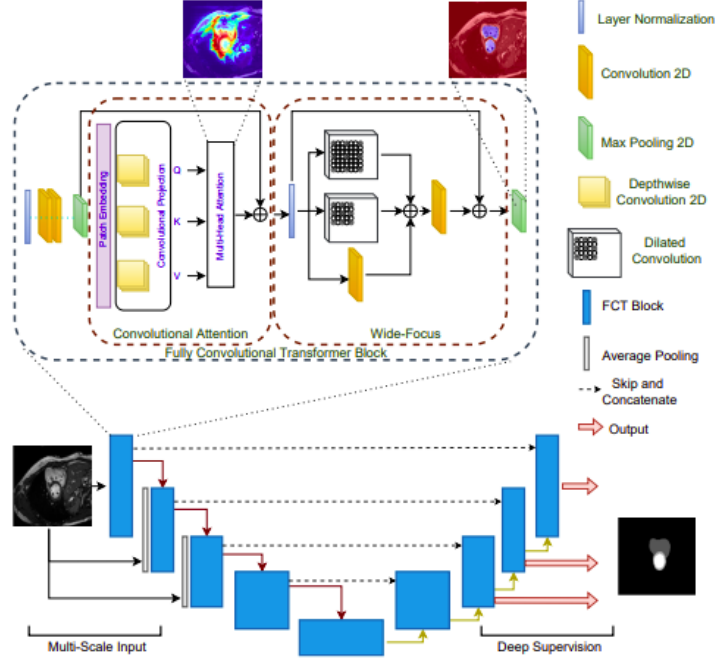 Layer Normalization
Convolution 2D
Max Pooling 2D
Depthwise
Convolution 2D
Dilated
Convolution
FCT Block
Average Pooling
Skip and
Concatenate
Output
Patch Embedding
Convolutional Projection
Q
K
V
Multi-Head Attention
Convolutional Attention
Wide-Focus
Fully Convolutional Transformer Block
Multi-Scale Input
Deep Supervision